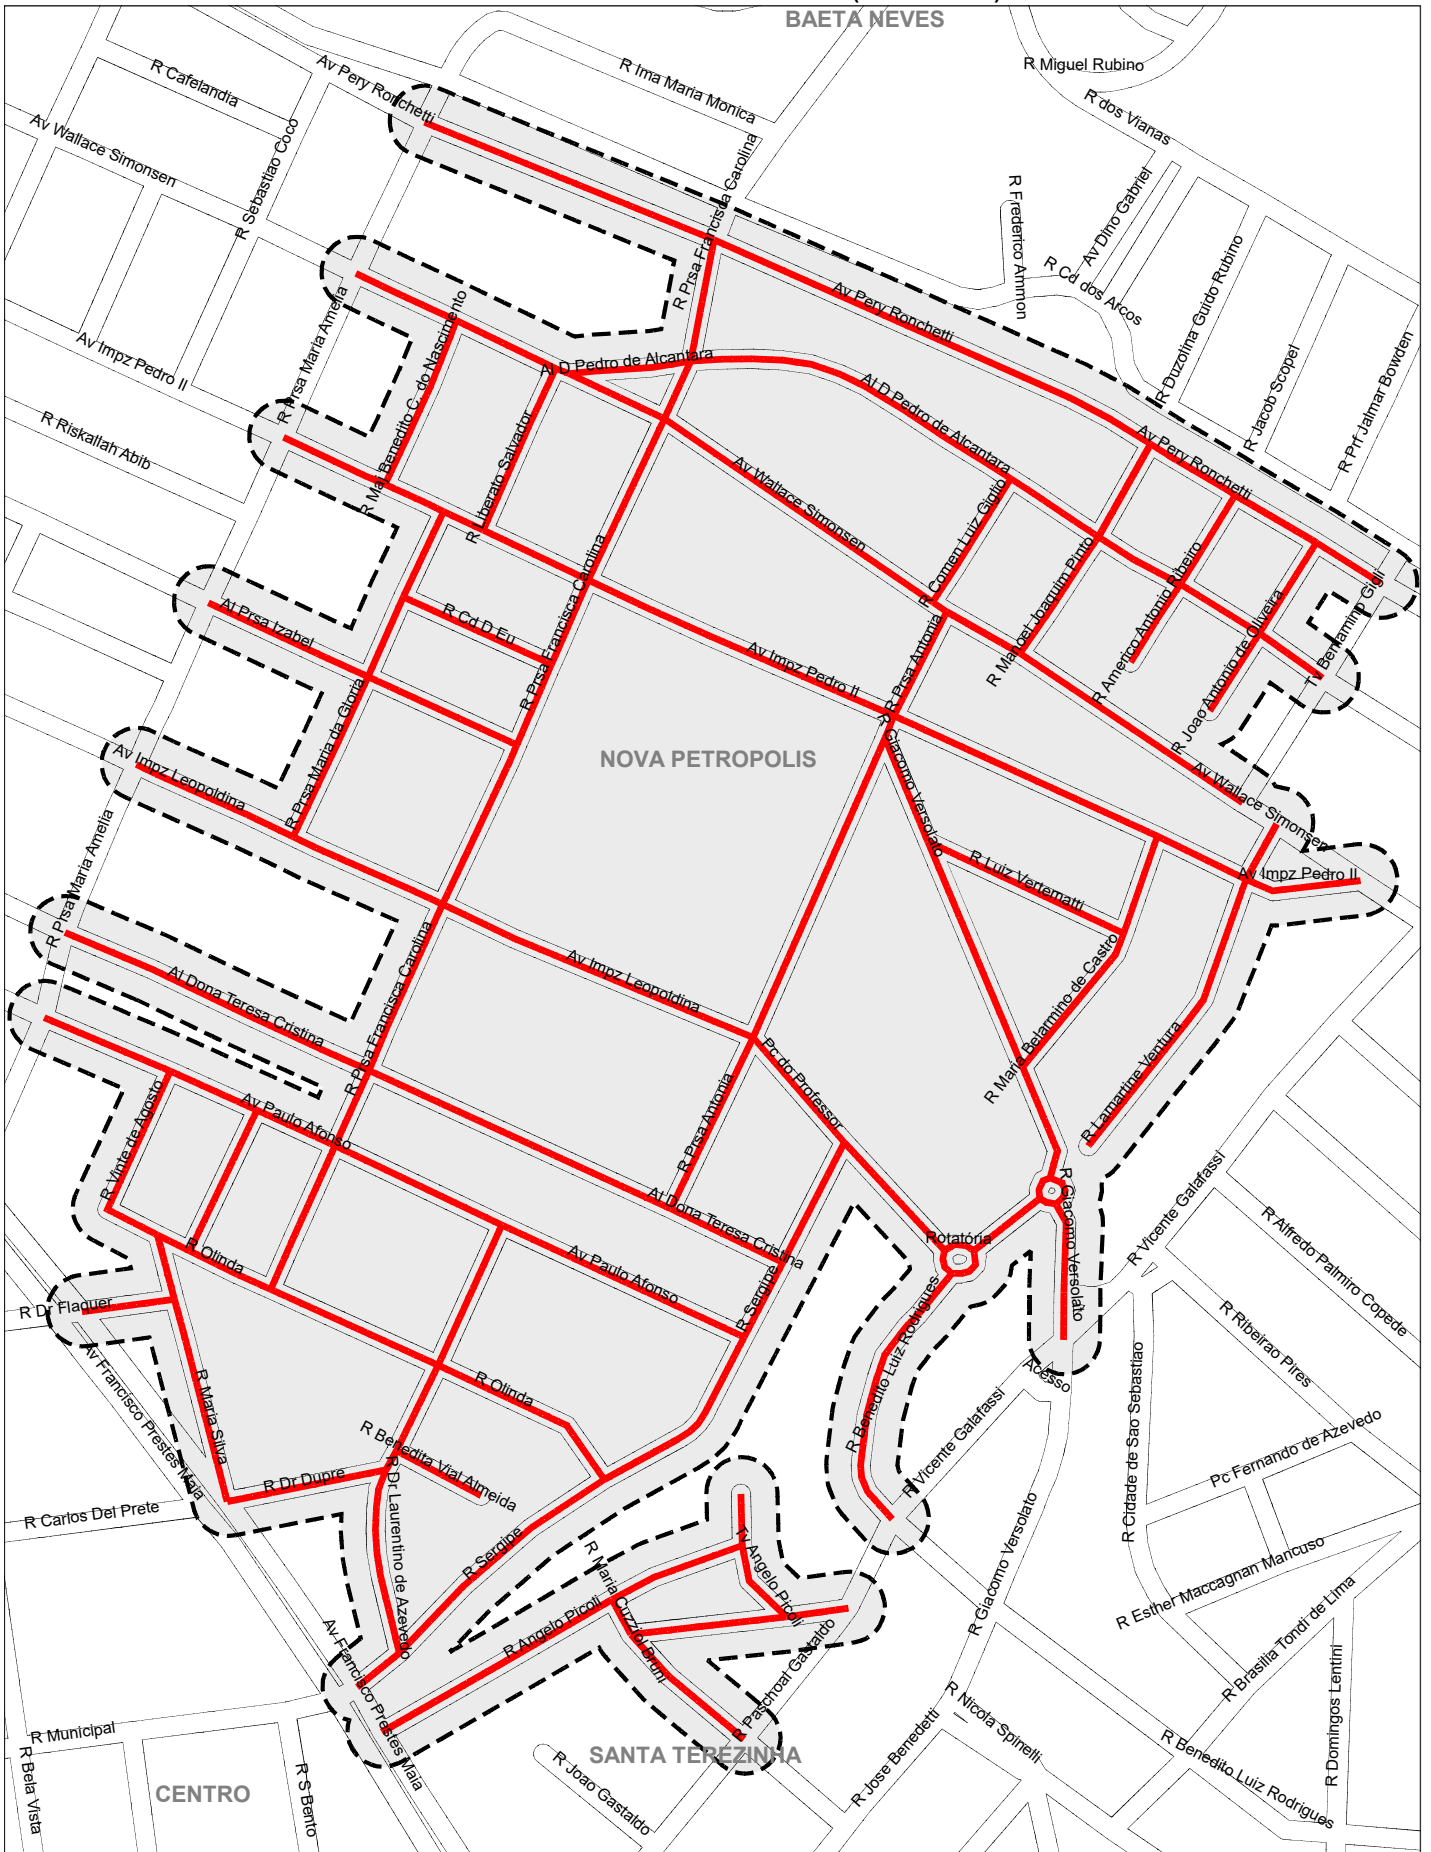 BAETA NEVES
R Miguel Rubino
R Ima Maria Monica
Av Pery Ronchetti
R Cafelandia
R dos Vianas
Av Wallace Simonsen
R Sebastiao Coco
R Prsa Francisca Carolina
R Frederico Ammon
Av Dino Gabriel
R Cd dos Arcos
R Duzolina Guido Rubino
R Jacob Scopel
R Prf Jalmar Bowden
Av Impz Pedro II
R Prsa Maria Amelia
R Maj Benedito C. do Nascimento
Al D Pedro de Alcantara
Av Pery Ronchetti
Al D Pedro de Alcantara
Av Pery Ronchetti
R Riskallah Abib
R Liberato Salvador
Av Wallace Simonsen
R Comen Luiz Giglio
R Manoel Joaquim Pinto
R Americo Antonio Ribeiro
R Joao Antonio de Oliveira
Tv Beniamino Gigli
Al Prsa Izabel
R Cd D Eu
R Prsa Francisca Carolina
Av Impz Pedro II
R Prsa Antonia
R Prsa Maria da Gloria
NOVA PETROPOLIS
R Giacomo Versolato
Av Wallace Simonsen
Av Impz Leopoldina
R Luiz Vertematti
Av Impz Pedro II
R Prsa Maria Amelia
Al Dona Teresa Cristina
R Prsa Francisca Carolina
Av Impz Leopoldina
R Maria Belarmino de Castro
R Lamartine Ventura
Pc do Professor
R Vinte de Agosto
Av Paulo Afonso
R Prsa Antonia
Al Dona Teresa Cristina
R Giacomo Versolato
R Vicente Galafassi
R Alfredo Palmiro Copede
R Olinda
Av Paulo Afonso
R Sergipe
Rotatória
R Dr Flaquer
R Benedito Luiz Rodrigues
R Ribeirao Pires
Av Francisco Prestes Maia
R Maria Silva
R Olinda
Acesso
R Cidade de Sao Sebastiao
R Benedita Vial Almeida
R Dr Dupre
R Vicente Galafassi
Pc Fernando de Azevedo
R Carlos Del Prete
R Dr Laurentino de Azevedo
R Sergipe
R Maria Cuzziol Bruni
Tv Angelo Picoli
R Giacomo Versolato
R Esther Maccagnan Mancuso
R Angelo Picoli
R Brasilia Tondi de Lima
Av Francisco Prestes Maia
R Paschoal Gastaldo
R Domingos Lentini
R Municipal
R Nicola Spinelli
R Jose Benedetti
R Benedito Luiz Rodrigues
SANTA TEREZINHA
R Bela Vista
CENTRO
R S Bento
R Joao Gastaldo